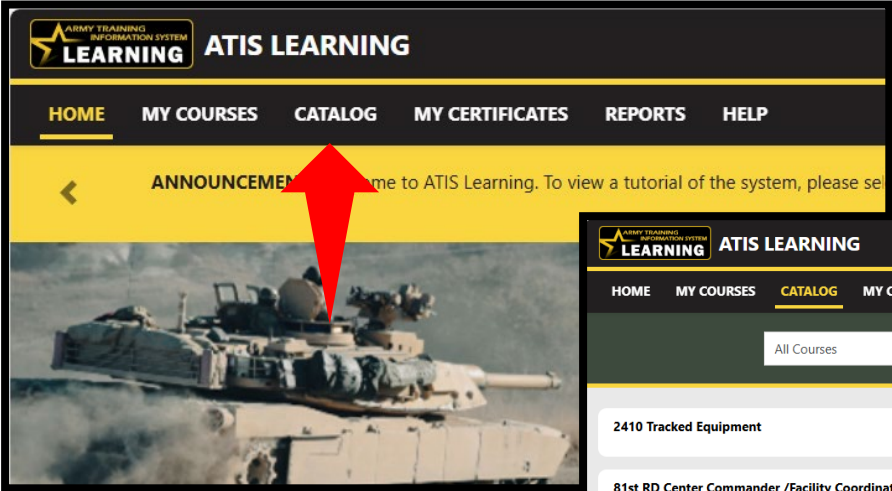 ARMY TRAINING
INFORMATION SYSTEM
LEARNING
ATIS LEARNING
HOME MY COURSES CATALOG MY CERTIFICATES REPORTS HELP
ANNOUNCEMEN me to ATIS Learning. To view a tutorial of the system, please sel
ARMY TRAINING
INFORMATION SYSTEM
LEARNING
ATIS LEARNING
HOME MY COURSES CATALOG MY C
All Courses
2410 Tracked Equipment
81st RD Center Commander /Facility Coordinat